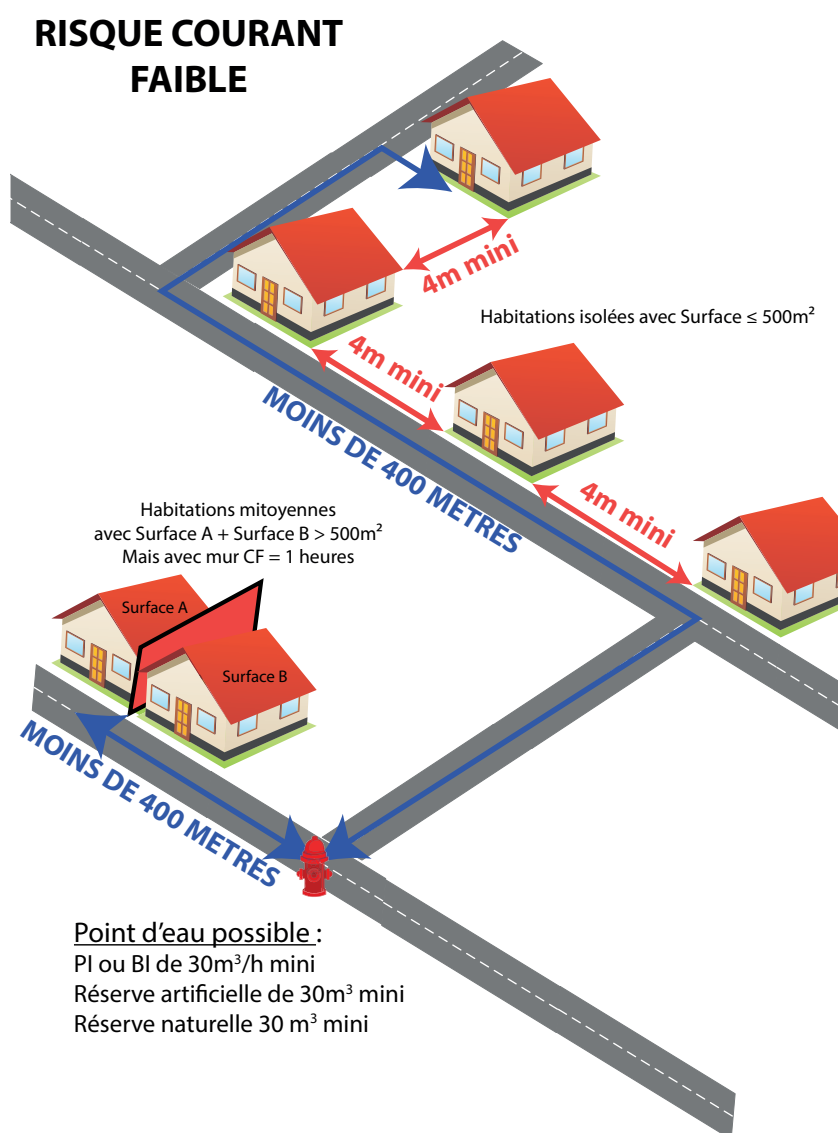 RISQUE COURANT
FAIBLE
4m mini
Habitations isolées avec Surface ≤ 500m²
4m mini
MOINS DE 400 METRES
4m mini
Habitations mitoyennes
avec Surface A + Surface B > 500m²
Mais avec mur CF = 1 heures
Surface A
Surface B
MOINS DE 400 METRES
Point d'eau possible :
PI ou BI de 30m³/h mini
Réserve artificielle de 30m³ mini
Réserve naturelle 30 m³ mini